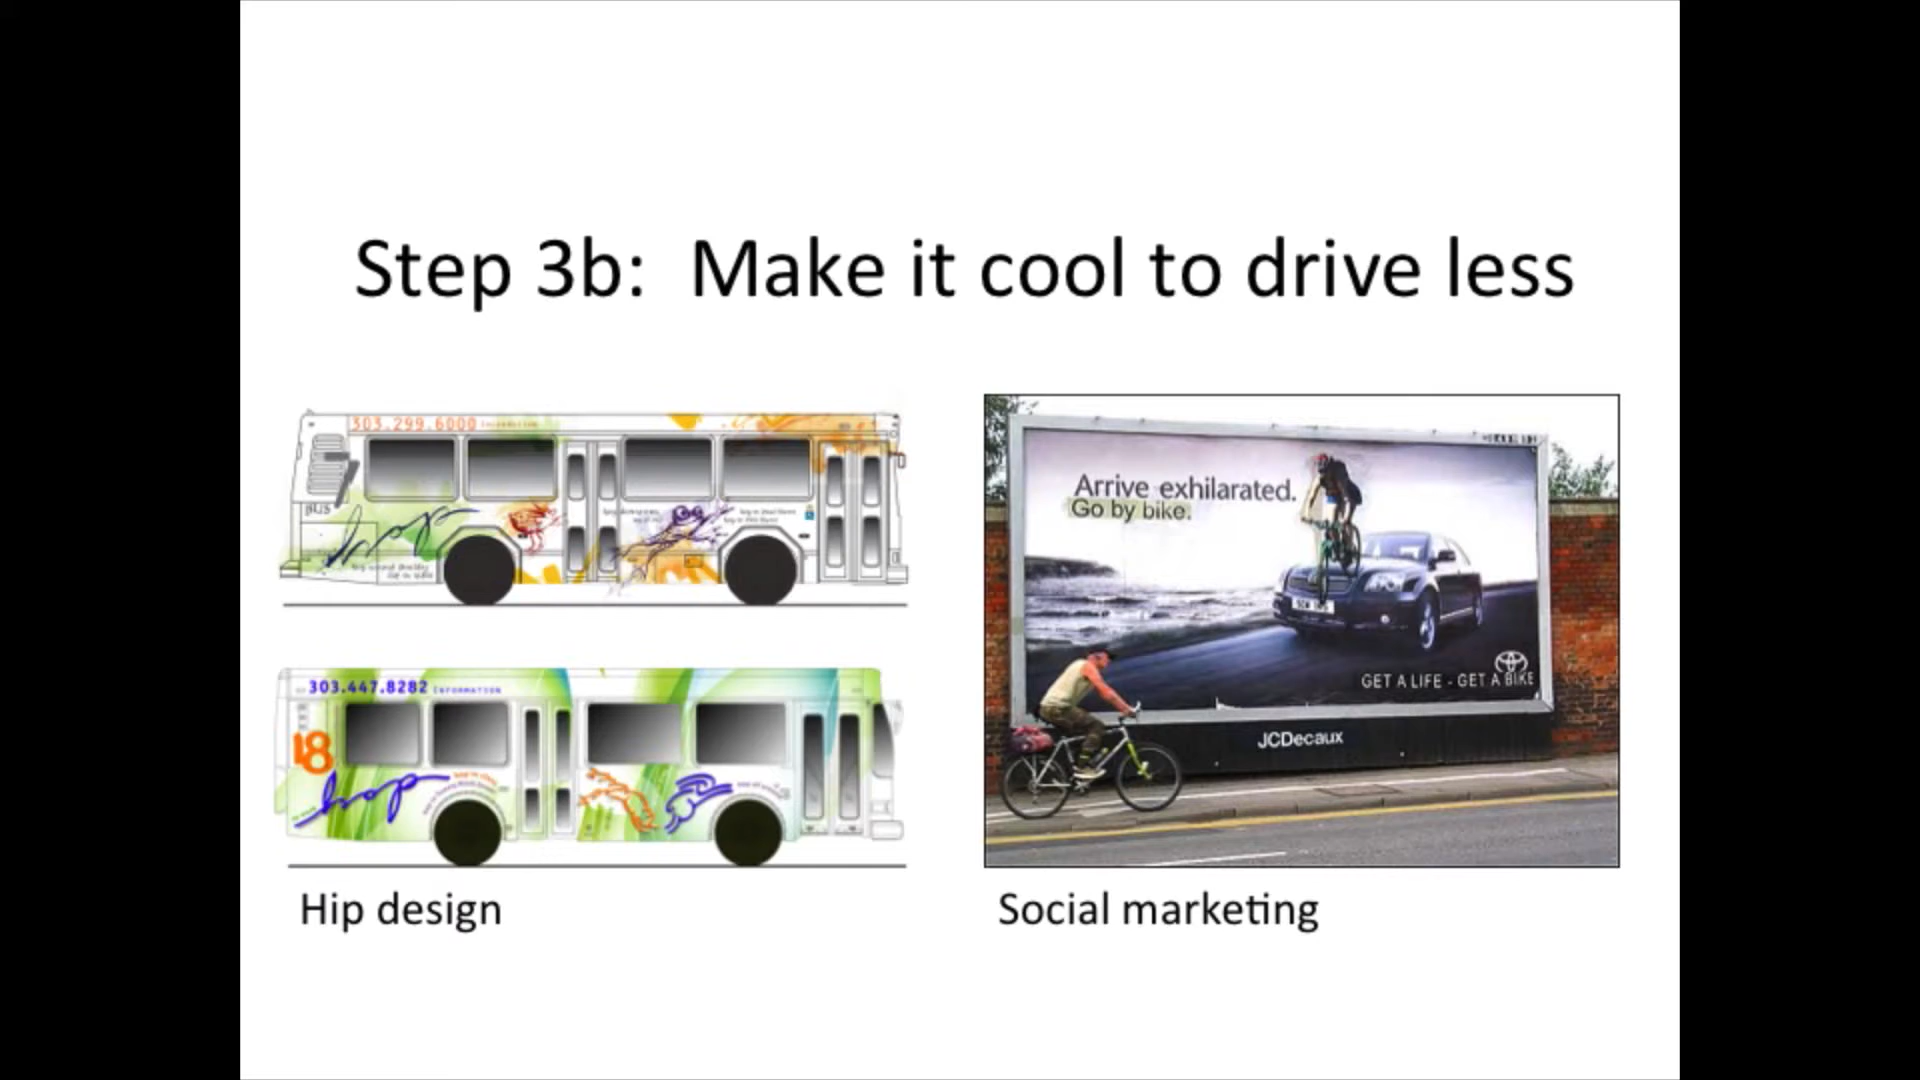 Step 3b: Make it cool to drive less
303.299.6000
BUS
hop
303.447.8282 INFORMATION
18
hop
Hip design
Arrive exhilarated.
Go by bike.
GET A LIFE - GET A BIKE
JCDecaux
Social marketing